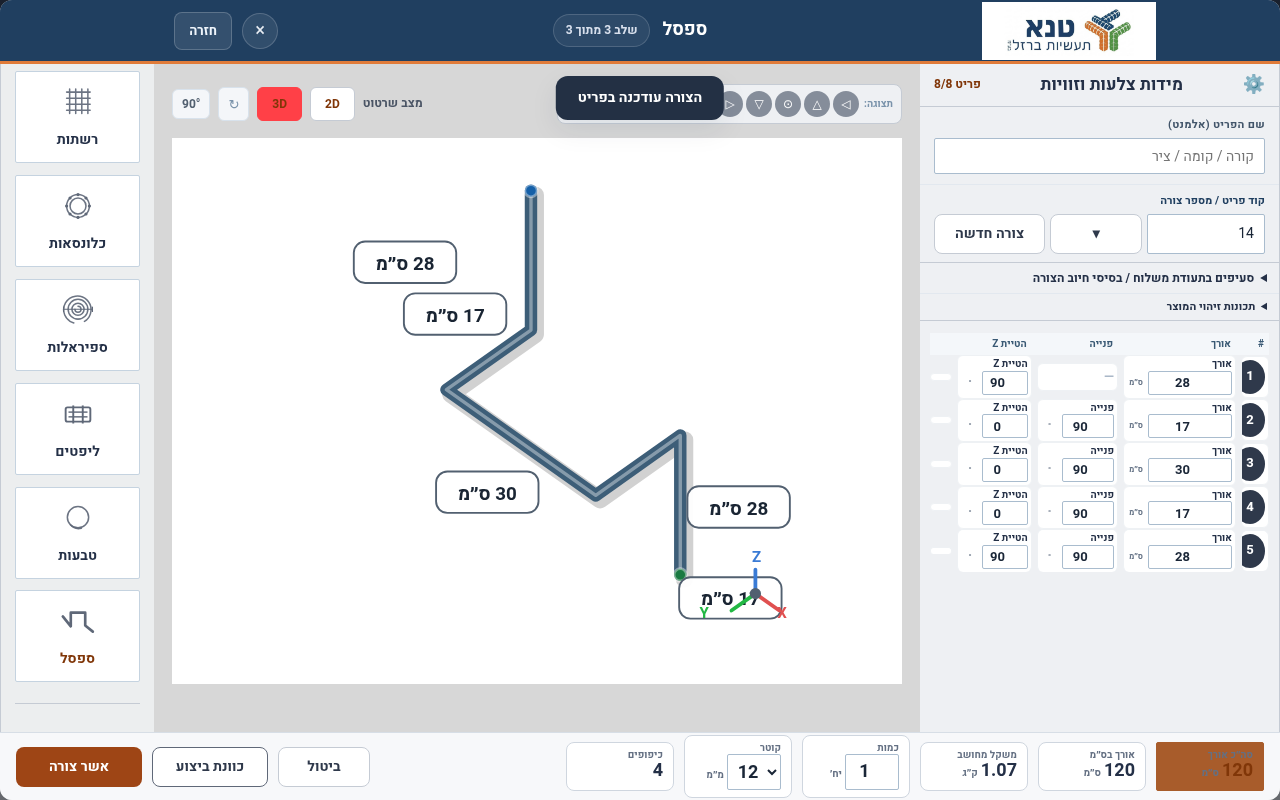 טנא
תעשיות ברזל
ספסל
שלב 3 מתוך 3
×
חזרה
מידות צלעות וזוויות
פריט 8/8
שם הפריט (אלמנט)
קורה / קומה / ציר
קוד פריט / מספר צורה
14
▼
צורה חדשה
סעיפים בתעודת משלוח / בסיסי חיוב הצורה
תכונות זיהוי המוצר
# אורך פנייה הטיית Z
1 אורך 28 ס״מ — הטיית Z 90 °
2 אורך 17 ס״מ פנייה 90 ° הטיית Z 0 °
3 אורך 30 ס״מ פנייה 90 ° הטיית Z 0 °
4 אורך 17 ס״מ פנייה 90 ° הטיית Z 0 °
5 אורך 28 ס״מ פנייה 90 ° הטיית Z 90 °
תצוגה:
הצורה עודכנה בפריט
מצב שרטוט
2D
3D
↻
90°
28 ס״מ
17 ס״מ
30 ס״מ
28 ס״מ
17 ס״מ
Z
Y
X
רשתות
כלונסאות
ספיראלות
ליפטים
טבעות
ספסל
120
אורך בס״מ
120 ס״מ
משקל מחושב
1.07 ק״ג
כמות
1 יח׳
קוטר
12 מ״מ
כיפופים
4
ביטול
כוונת ביצוע
אשר צורה